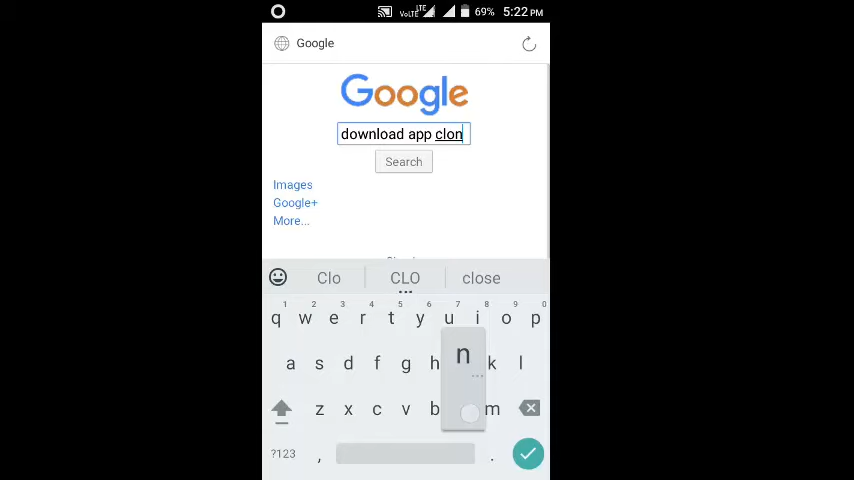 LTE VoLTE 69% 5:22 PM
Google
Google
download app clon
Search
Images
Google+
More...
Clo CLO close
1 2 3 4 5 6 7 8 9 0
q w e r t y u i o p
a s d f g h k l
n
z x c v b m
?123 , .